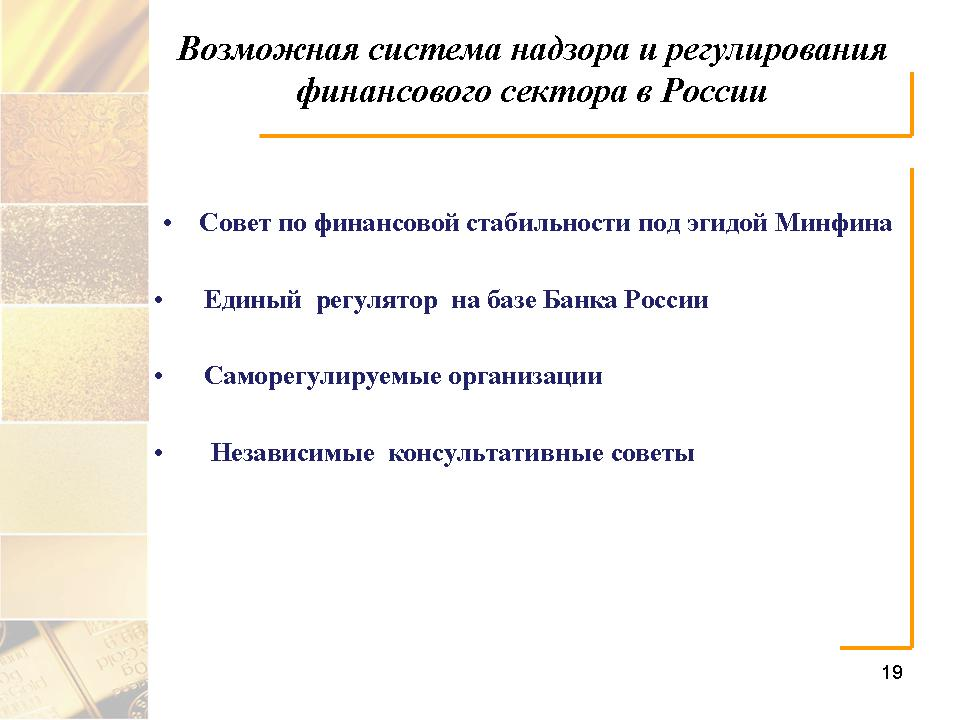 Возможная система надзора и регулирования
финансового сектора в России
• Совет по финансовой стабильности под эгидой Минфина
• Единый регулятор на базе Банка России
• Саморегулируемые организации
• Независимые консультативные советы
19